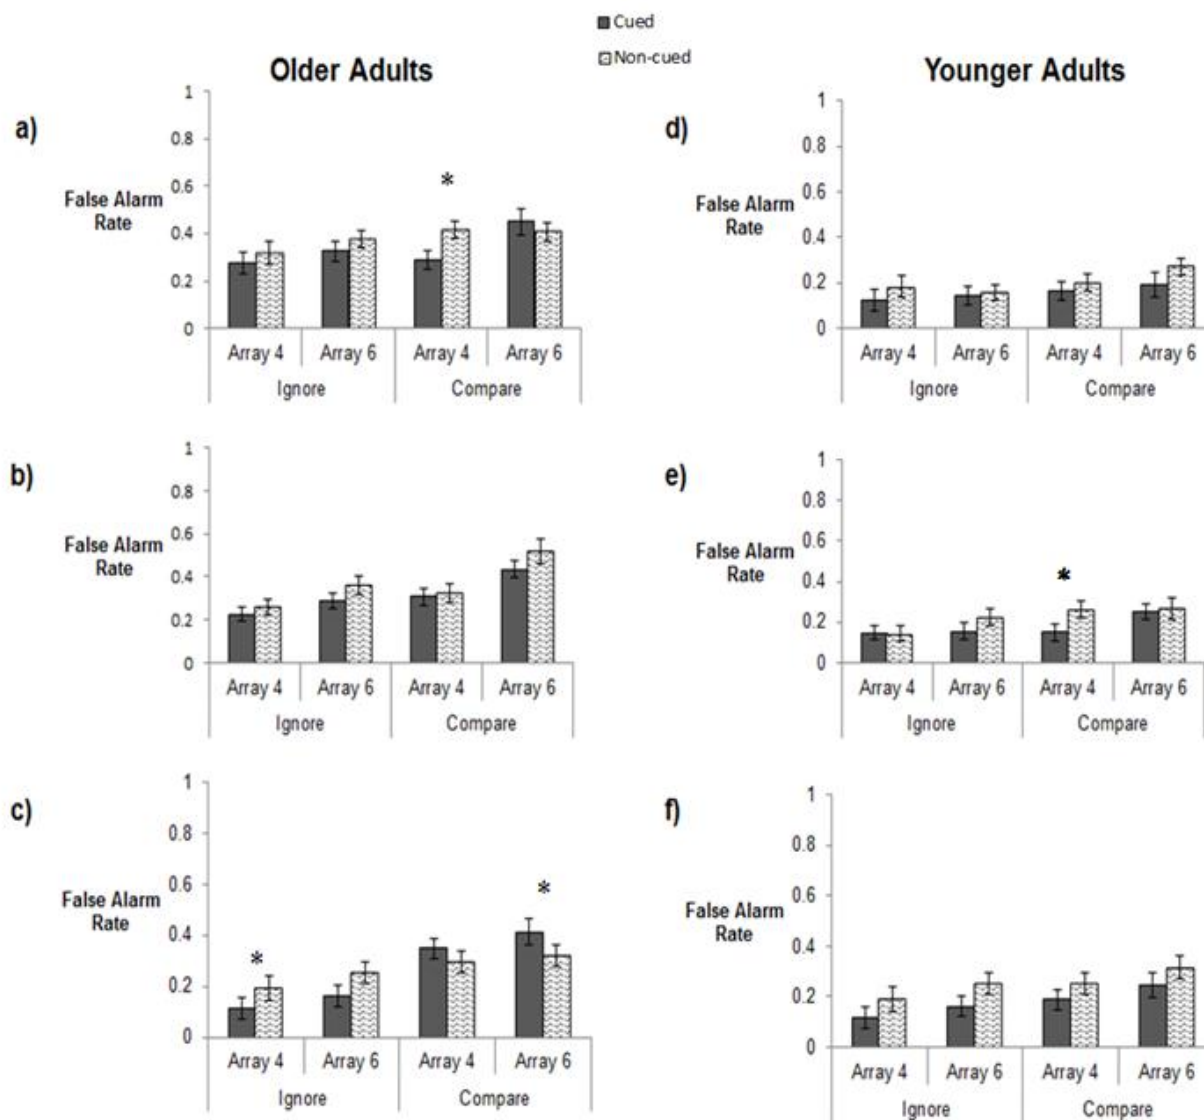 Cued
Non-cued
Older Adults
Younger Adults
a)
False Alarm
Rate
1
0.8
0.6
0.4
0.2
0
*
Array 4
Array 6
Array 4
Array 6
Ignore
Compare
d)
False Alarm
Rate
1
0.8
0.6
0.4
0.2
0
Array 4
Array 6
Array 4
Array 6
Ignore
Compare
b)
False Alarm
Rate
1
0.8
0.6
0.4
0.2
0
Array 4
Array 6
Array 4
Array 6
Ignore
Compare
e)
False Alarm
Rate
1
0.8
0.6
0.4
0.2
0
*
Array 4
Array 6
Array 4
Array 6
Ignore
Compare
c)
False Alarm
Rate
1
0.8
0.6
0.4
0.2
0
*
*
Array 4
Array 6
Array 4
Array 6
Ignore
Compare
f)
False Alarm
Rate
1
0.8
0.6
0.4
0.2
0
Array 4
Array 6
Array 4
Array 6
Ignore
Compare